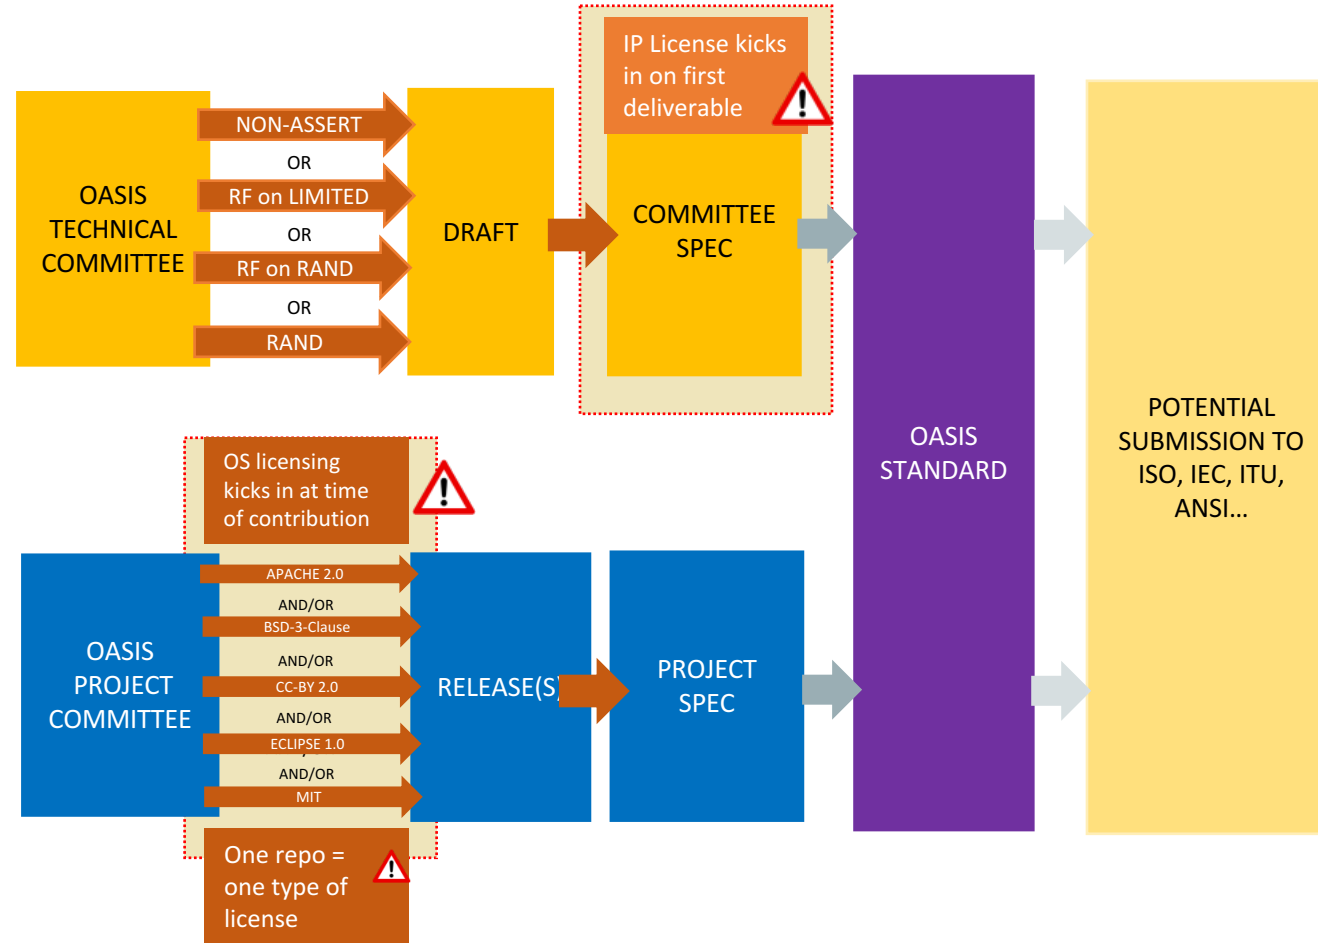 OASIS
TECHNICAL
COMMITTEE
NON-ASSERT
OR
RF on LIMITED
OR
RF on RAND
OR
RAND
DRAFT
IP License kicks
in on first
deliverable
COMMITTEE
SPEC
OS licensing
kicks in at time
of contribution
OASIS
PROJECT
COMMITTEE
APACHE 2.0
AND/OR
BSD-3-Clause
AND/OR
CC-BY 2.0
AND/OR
ECLIPSE 1.0
AND/OR
MIT
One repo =
one type of
license
RELEASE(S)
PROJECT
SPEC
OASIS
STANDARD
POTENTIAL
SUBMISSION TO
ISO, IEC, ITU,
ANSI...